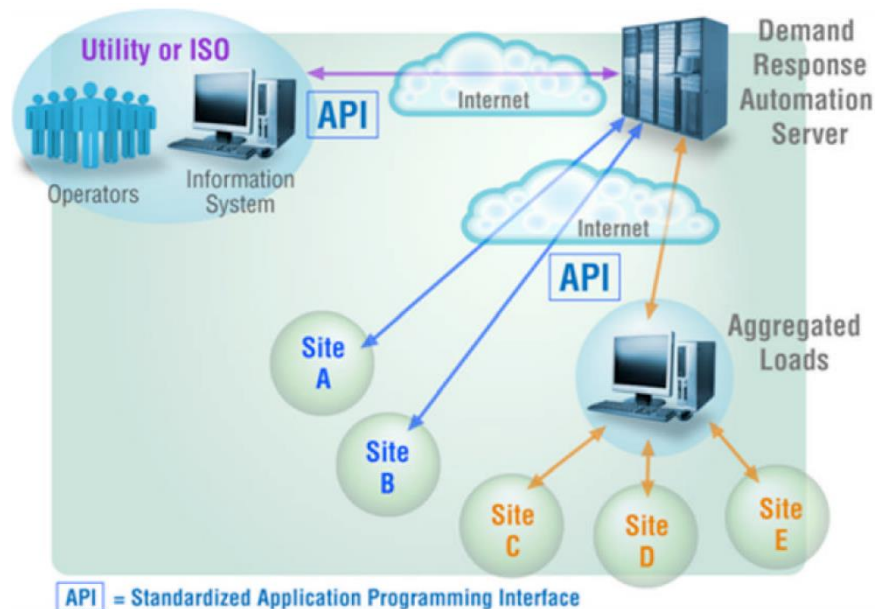 Utility or ISO
Operators
Information
System
API
Internet
Demand
Response
Automation
Server
Internet
API
Site
A
Site
B
Aggregated
Loads
Site
C
Site
D
Site
E
API = Standardized Application Programming Interface